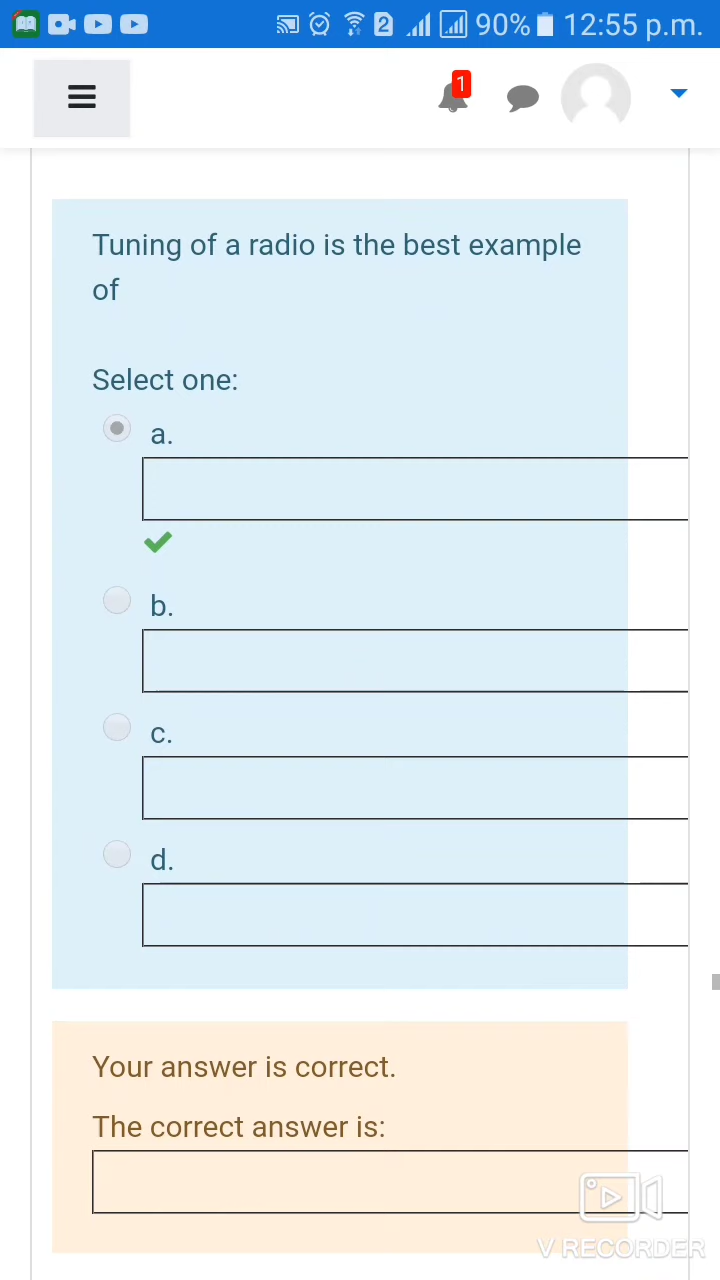 2 90% 12:55 p.m.
1
Tuning of a radio is the best example
of
Select one:
a.
b.
c.
d.
Your answer is correct.
The correct answer is:
V RECORDER